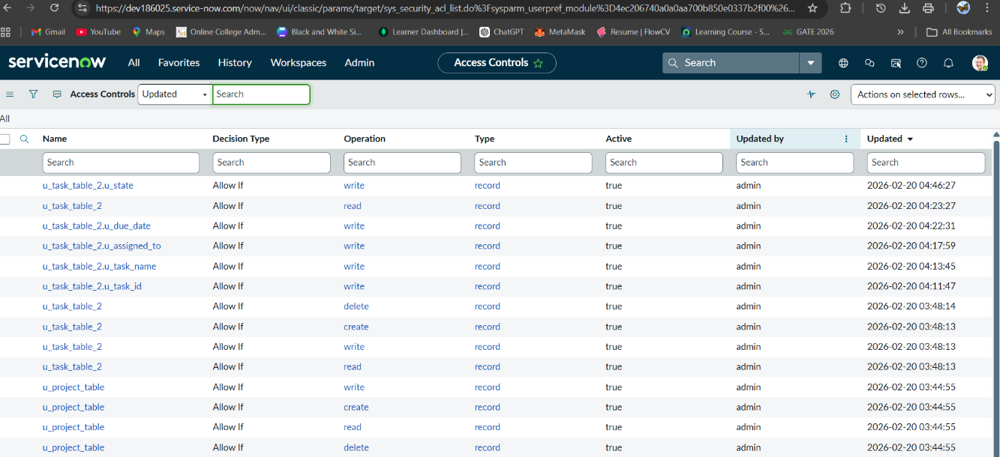 https://dev186025.service-now.com/now/nav/ui/classic/params/target/sys_security_acl_list.do%3Fsysparm_userpref_module%3D4ec206740a0a0aa700b850e0337b2f00%26...
Gmail YouTube Maps Online College Adm... Black and White Si... Learner Dashboard |... ChatGPT MetaMask Resume | FlowCV Learning Course - S... GATE 2026 » All Bookmarks
servicenow All Favorites History Workspaces Admin Access Controls Search
Access Controls Updated Search Actions on selected rows...
All
Name Decision Type Operation Type Active Updated by Updated
Search Search Search Search Search Search Search
u_task_table_2.u_state Allow If write record true admin 2026-02-20 04:46:27
u_task_table_2 Allow If read record true admin 2026-02-20 04:23:27
u_task_table_2.u_due_date Allow If write record true admin 2026-02-20 04:22:31
u_task_table_2.u_assigned_to Allow If write record true admin 2026-02-20 04:17:59
u_task_table_2.u_task_name Allow If write record true admin 2026-02-20 04:13:45
u_task_table_2.u_task_id Allow If write record true admin 2026-02-20 04:11:47
u_task_table_2 Allow If delete record true admin 2026-02-20 03:48:14
u_task_table_2 Allow If create record true admin 2026-02-20 03:48:13
u_task_table_2 Allow If write record true admin 2026-02-20 03:48:13
u_task_table_2 Allow If read record true admin 2026-02-20 03:48:13
u_project_table Allow If write record true admin 2026-02-20 03:44:55
u_project_table Allow If create record true admin 2026-02-20 03:44:55
u_project_table Allow If read record true admin 2026-02-20 03:44:55
u_project_table Allow If delete record true admin 2026-02-20 03:44:55